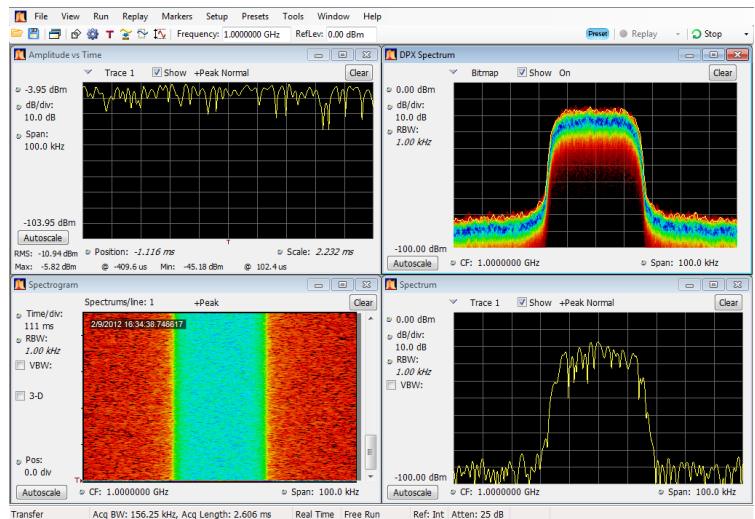 File View Run Replay Markers Setup Presets Tools Window Help
T Frequency: 1.0000000 GHz RefLev: 0.00 dBm Preset Replay Stop
Amplitude vs Time
Trace 1 Show +Peak Normal Clear
-3.95 dBm
dB/div:
10.0 dB
Span:
100.0 kHz
-103.95 dBm
Autoscale
T
RMS: -10.94 dBm Position: -1.116 ms Scale: 2.232 ms
Max: -5.82 dBm @ -409.6 us Min: -45.18 dBm @ 102.4 us
DPX Spectrum
Bitmap Show On Clear
0.00 dBm
dB/div:
10.0 dB
RBW:
1.00 kHz
-100.00 dBm
Autoscale CF: 1.0000000 GHz Span: 100.0 kHz
Spectrogram
Spectrums/line: 1 +Peak Clear
Time/div:
111 ms
RBW:
1.00 kHz
VBW:
3-D
Pos:
0.0 div
2/9/2012 16:34:38.746617
T
Autoscale CF: 1.0000000 GHz Span: 100.0 kHz
Spectrum
Trace 1 Show +Peak Normal Clear
0.00 dBm
dB/div:
10.0 dB
RBW:
1.00 kHz
VBW:
-100.00 dBm
Autoscale CF: 1.0000000 GHz Span: 100.0 kHz
Transfer Acq BW: 156.25 kHz, Acq Length: 2.606 ms Real Time Free Run Ref: Int Atten: 25 dB